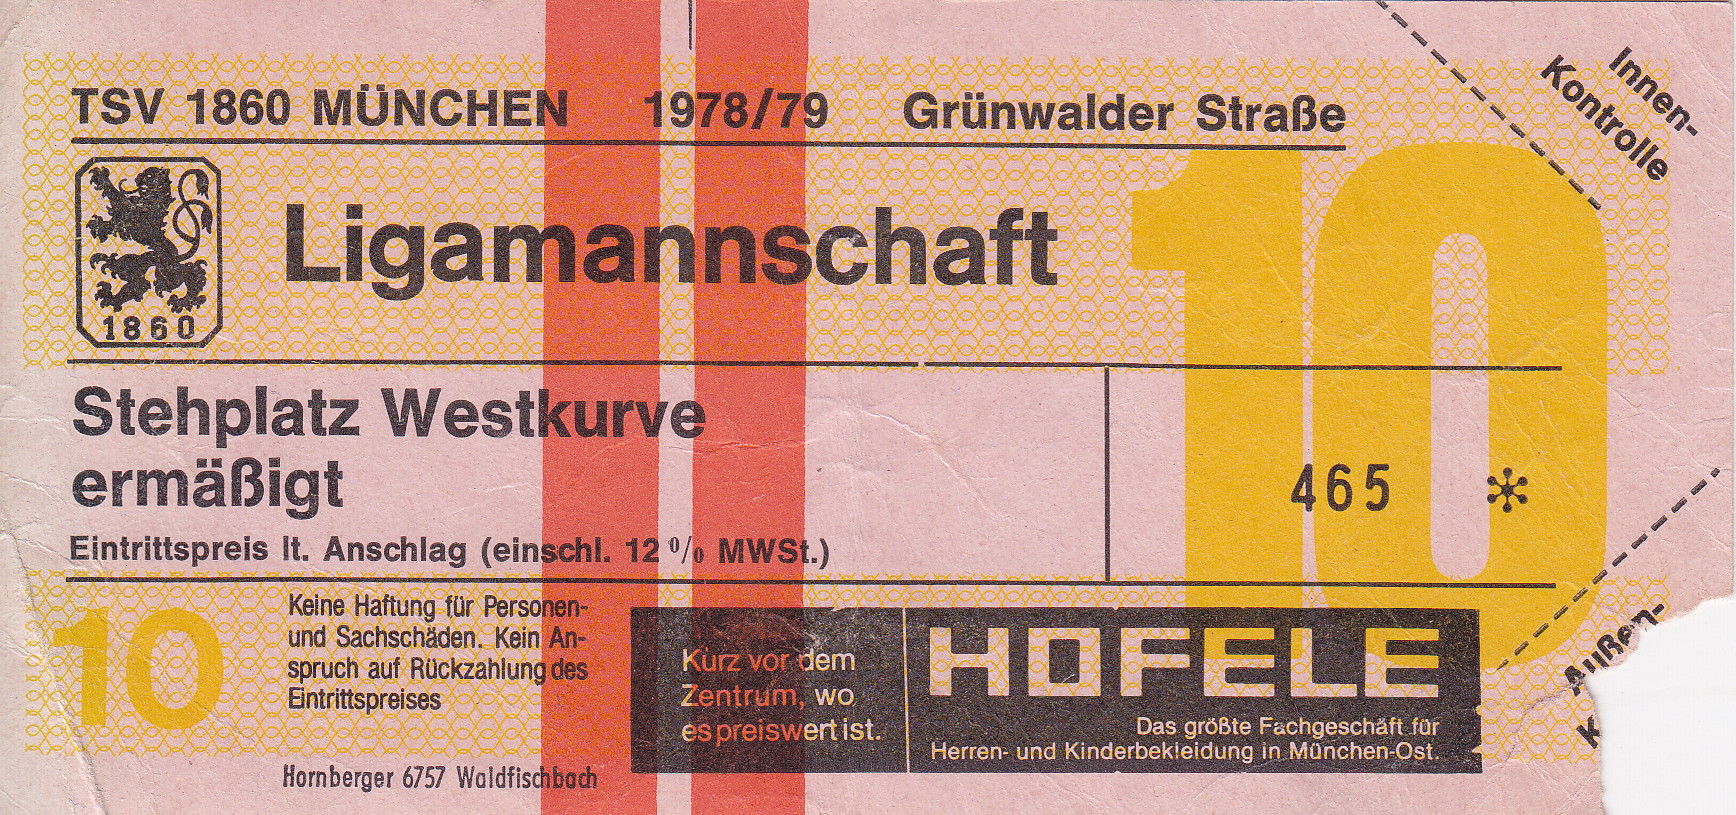 TSV 1860 MÜNCHEN 1978/79 Grünwalder Straße
Innen-
Kontrolle
1860
Ligamannschaft
10
Stehplatz Westkurve
ermäßigt
465 *
Eintrittspreis lt. Anschlag (einschl. 12 % MWSt.)
10
Keine Haftung für Personen-
und Sachschäden. Kein An-
spruch auf Rückzahlung des
Eintrittspreises
Hornberger 6757 Waldfischbach
Kurz vor dem
Zentrum, wo
es preiswert ist.
HOFELE
Das größte Fachgeschäft für
Herren- und Kinderbekleidung in München-Ost.
Außen-
K